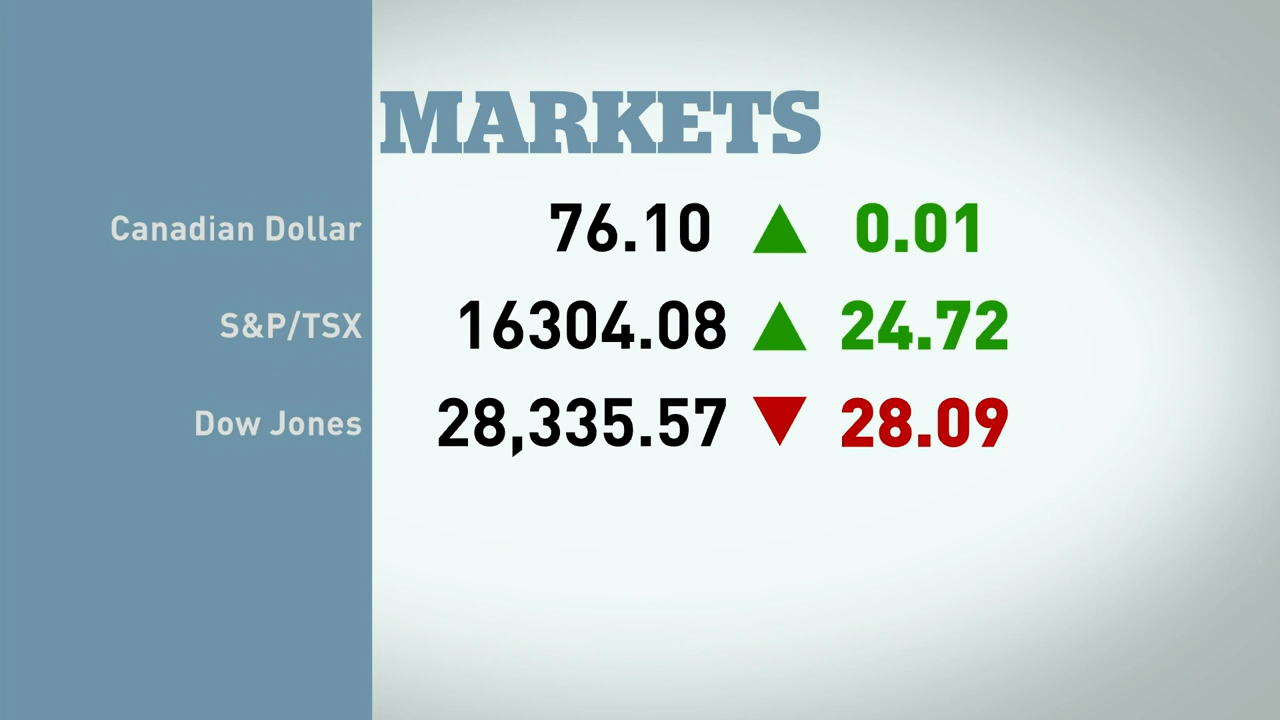 MARKETS
Canadian Dollar 76.10 ▲ 0.01
S&P/TSX 16304.08 ▲ 24.72
Dow Jones 28,335.57 ▼ 28.09